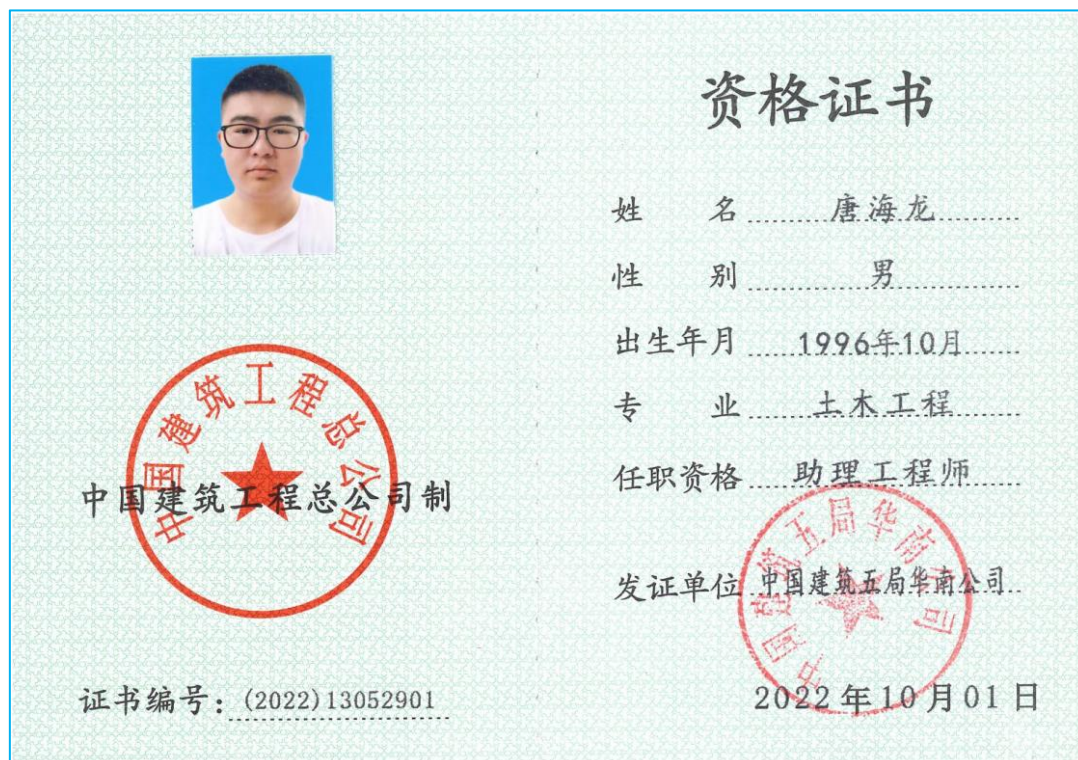 中国建筑工程总公司
中国建筑工程总公司制
证书编号：(2022)13052901
资格证书
姓 名 唐海龙
性 别 男
出生年月 1996年10月
专 业 土木工程
任职资格 助理工程师
发证单位 中国建筑五局华南公司
中国建筑五局华南公司
2022年10月01日